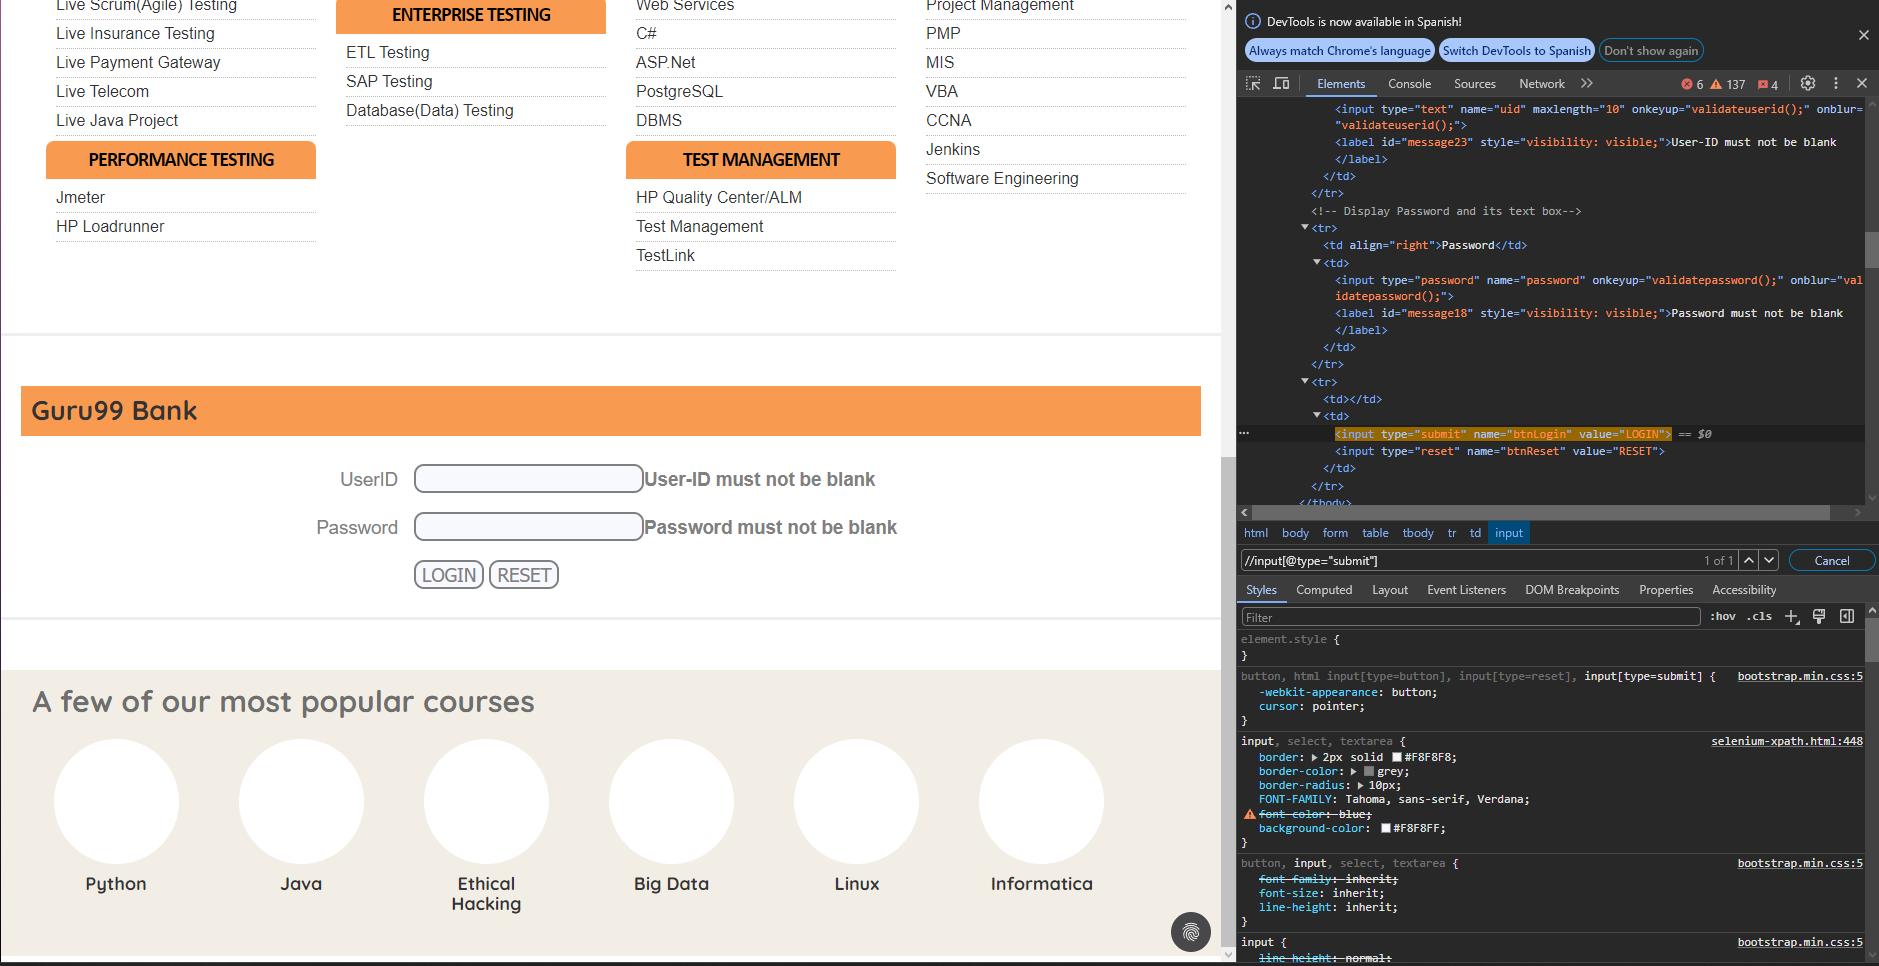 Live Scrum(Agile) Testing
Live Insurance Testing
Live Payment Gateway
Live Telecom
Live Java Project
PERFORMANCE TESTING
Jmeter
HP Loadrunner
ENTERPRISE TESTING
ETL Testing
SAP Testing
Database(Data) Testing
Web Services
C#
ASP.Net
PostgreSQL
DBMS
TEST MANAGEMENT
HP Quality Center/ALM
Test Management
TestLink
Project Management
PMP
MIS
VBA
CCNA
Jenkins
Software Engineering
Guru99 Bank
UserID User-ID must not be blank
Password Password must not be blank
LOGIN RESET
A few of our most popular courses
Python
Java
Ethical
Hacking
Big Data
Linux
Informatica
DevTools is now available in Spanish!
Always match Chrome's language Switch DevTools to Spanish Don't show again
Elements Console Sources Network 6 137 4
<input type="text" name="uid" maxlength="10" onkeyup="validateuserid();" onblur=
"validateuserid();">
<label id="message23" style="visibility: visible;">User-ID must not be blank
</label>
</td>
</tr>
<!-- Display Password and its text box-->
<tr>
<td align="right">Password</td>
<td>
<input type="password" name="password" onkeyup="validatepassword();" onblur="val
idatepassword();">
<label id="message18" style="visibility: visible;">Password must not be blank
</label>
</td>
</tr>
<tr>
<td></td>
<td>
<input type="submit" name="btnLogin" value="LOGIN"> == $0
<input type="reset" name="btnReset" value="RESET">
</td>
</tr>
</tbody>
html body form table tbody tr td input
//input[@type="submit"] 1 of 1 Cancel
Styles Computed Layout Event Listeners DOM Breakpoints Properties Accessibility
Filter :hov .cls
element.style {
}
button, html input[type=button], input[type=reset], input[type=submit] { bootstrap.min.css:5
-webkit-appearance: button;
cursor: pointer;
}
input, select, textarea { selenium-xpath.html:448
border: 2px solid #F8F8F8;
border-color: grey;
border-radius: 10px;
FONT-FAMILY: Tahoma, sans-serif, Verdana;
font-color: blue;
background-color: #F8F8FF;
}
button, input, select, textarea { bootstrap.min.css:5
font-family: inherit;
font-size: inherit;
line-height: inherit;
}
input { bootstrap.min.css:5
line-height: normal;